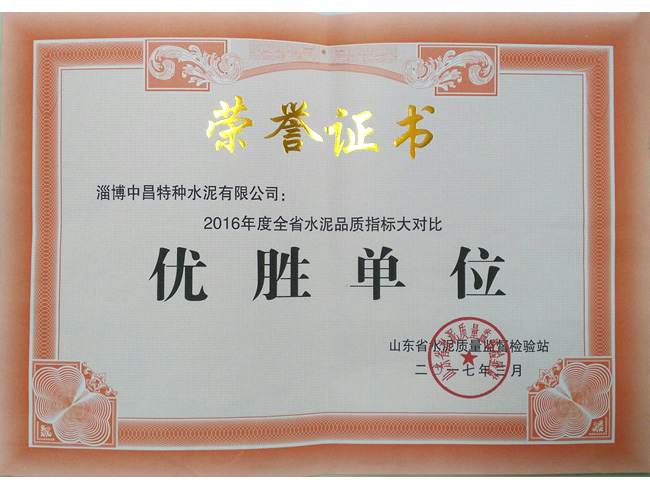 荣誉证书
淄博中昌特种水泥有限公司：
2016年度全省水泥品质指标大对比
优胜单位
山东省水泥质量监督检验站
二 一七年 月